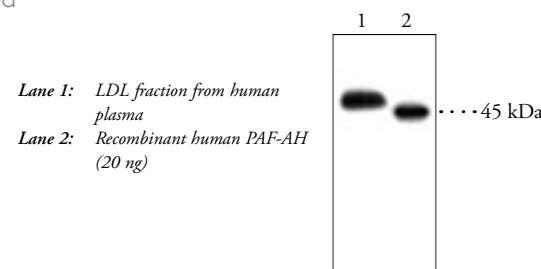 1 2
Lane 1: LDL fraction from human
plasma
Lane 2: Recombinant human PAF-AH
(20 ng)
····45 kDa